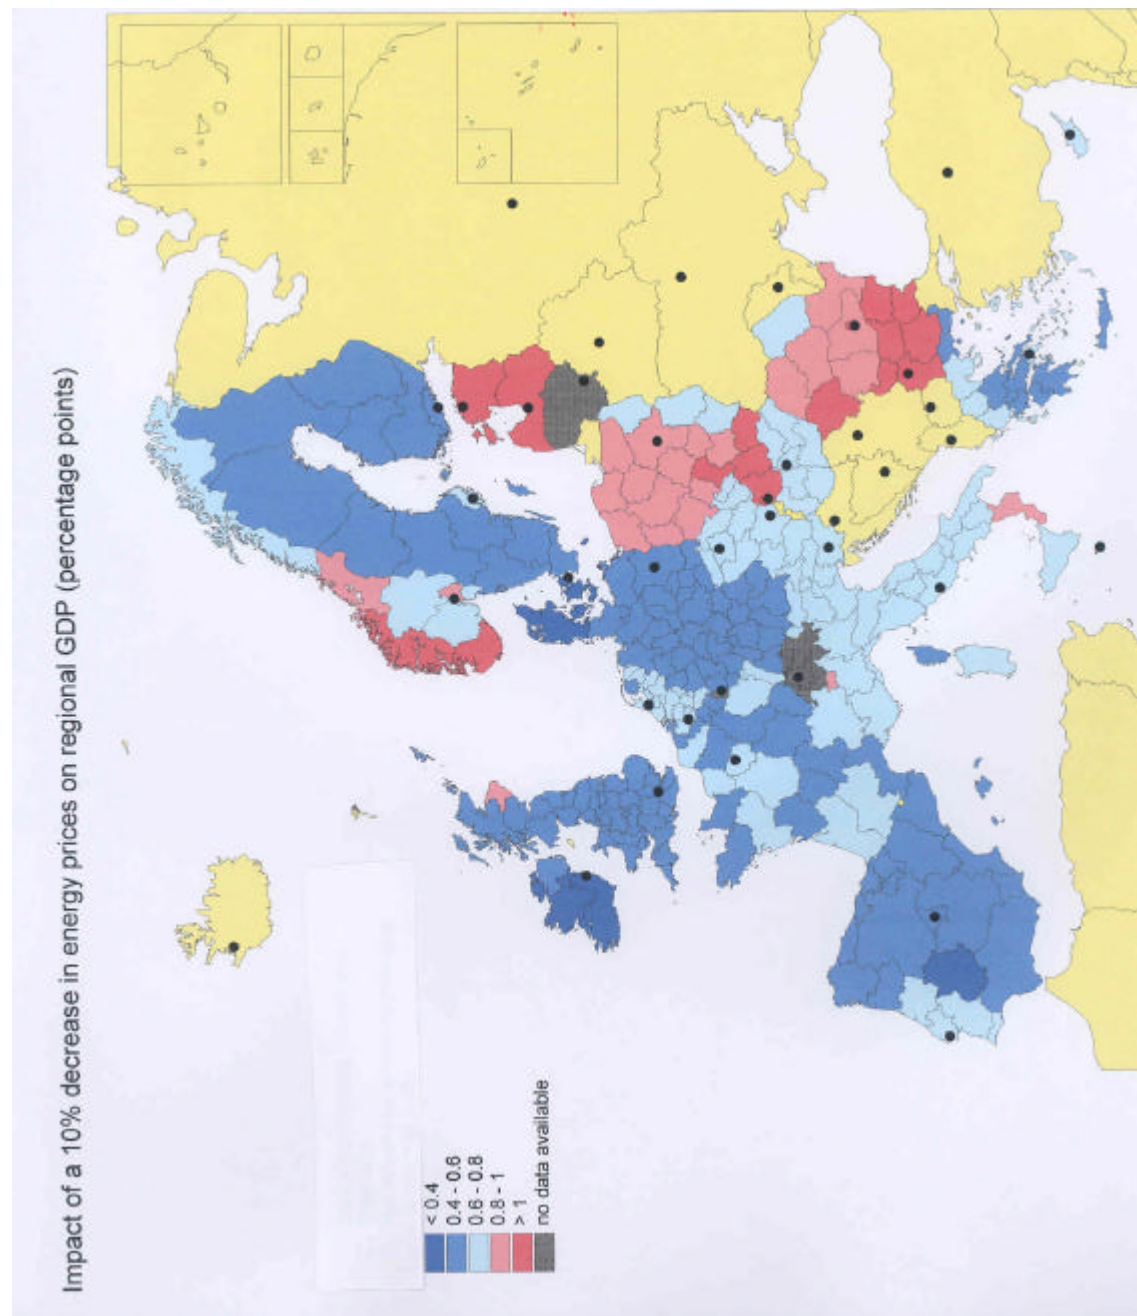 Impact of a 10% decrease in energy prices on regional GDP (percentage points)
< 0.4
0.4 - 0.6
0.6 - 0.8
0.8 - 1
> 1
no data available